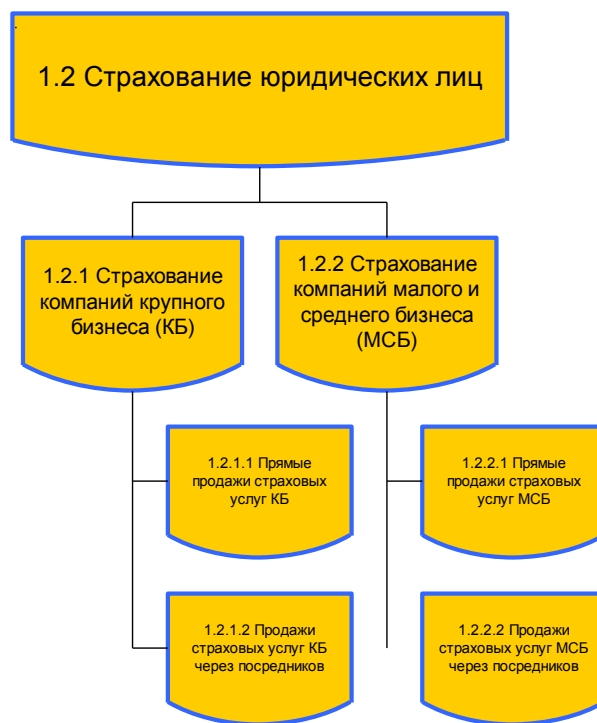 1.2 Страхование юридических лиц
1.2.1 Страхование
компаний крупного
бизнеса (КБ)
1.2.2 Страхование
компаний малого и
среднего бизнеса
(МСБ)
1.2.1.1 Прямые
продажи страховых
услуг КБ
1.2.2.1 Прямые
продажи страховых
услуг МСБ
1.2.1.2 Продажи
страховых услуг КБ
через посредников
1.2.2.2 Продажи
страховых услуг МСБ
через посредников